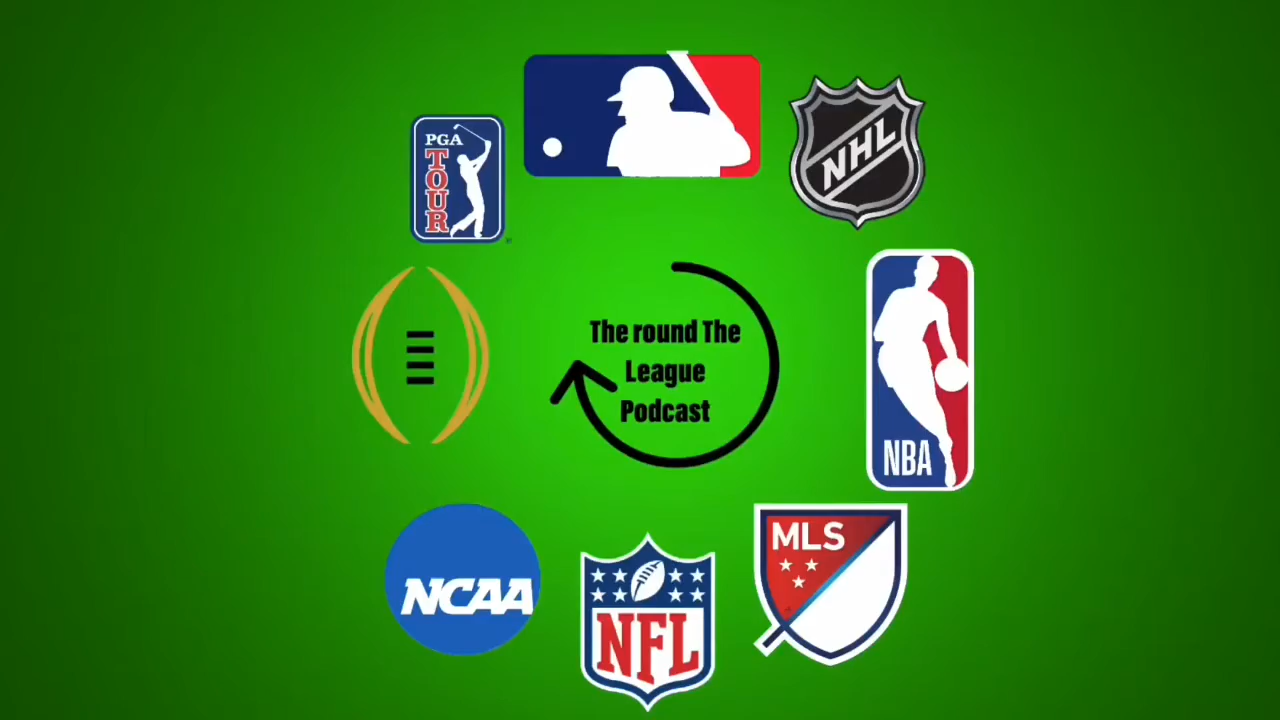 PGA
TOUR
NHL
The round The
League
Podcast
NBA
NCAA
NFL
MLS